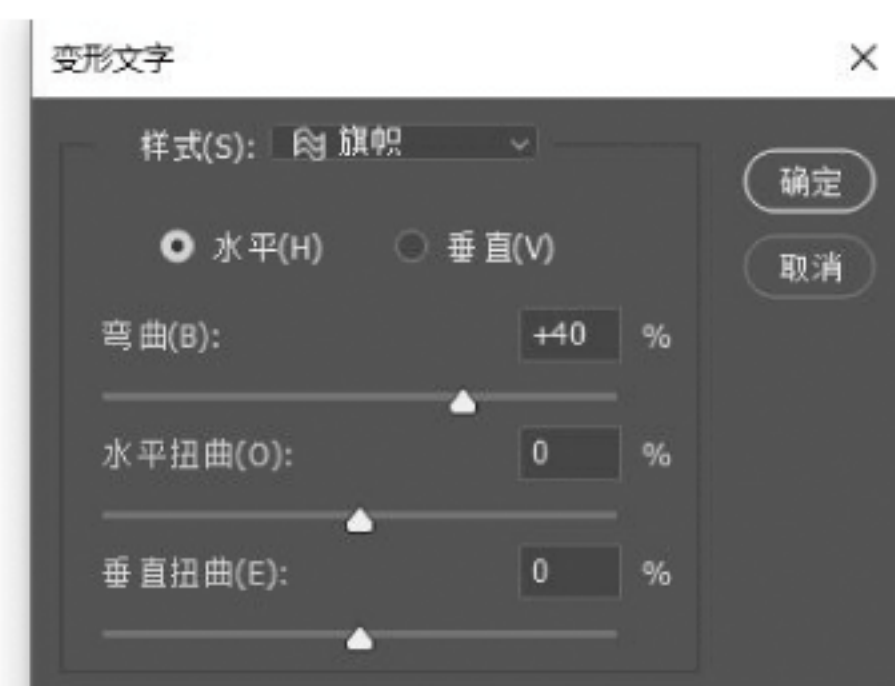 变形文字
样式(S): 旗帜
确定
水平(H) 垂直(V)
取消
弯曲(B): +40 %
水平扭曲(O): 0 %
垂直扭曲(E): 0 %